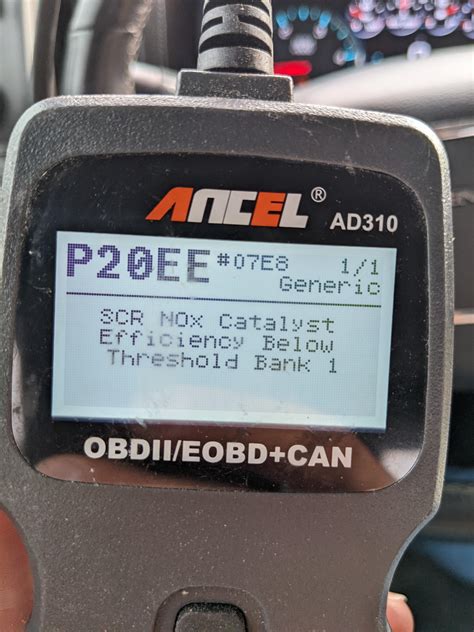 ANCEL®
AD310
P20EE #07E8 1/1
Generic
SCR NOx Catalyst
Efficiency Below
Threshold Bank 1
OBDII/EOBD+CAN